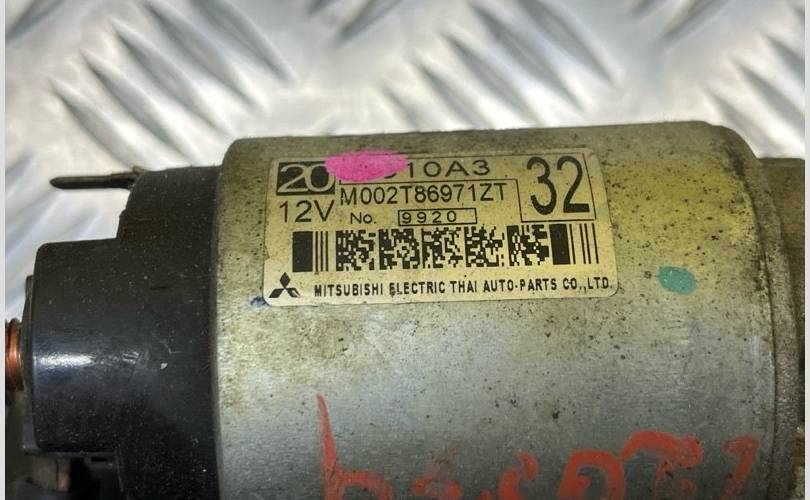 20 10A3
M002T86971ZT 32
12V
No. 9920
MITSUBISHI ELECTRIC THAI AUTO-PARTS CO.,LTD.